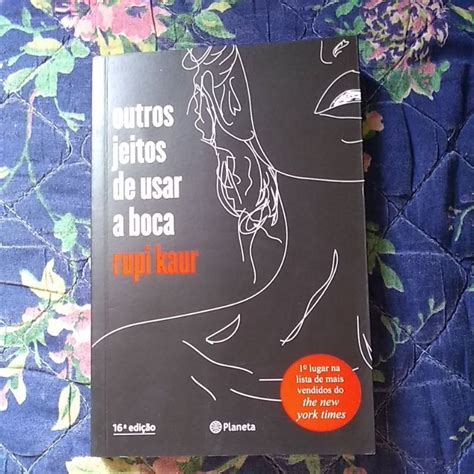 outros
jeitos
de usar
a boca
rupi kaur
1º lugar na
lista de mais
vendidos do
the new
york times
16ª edição
Planeta